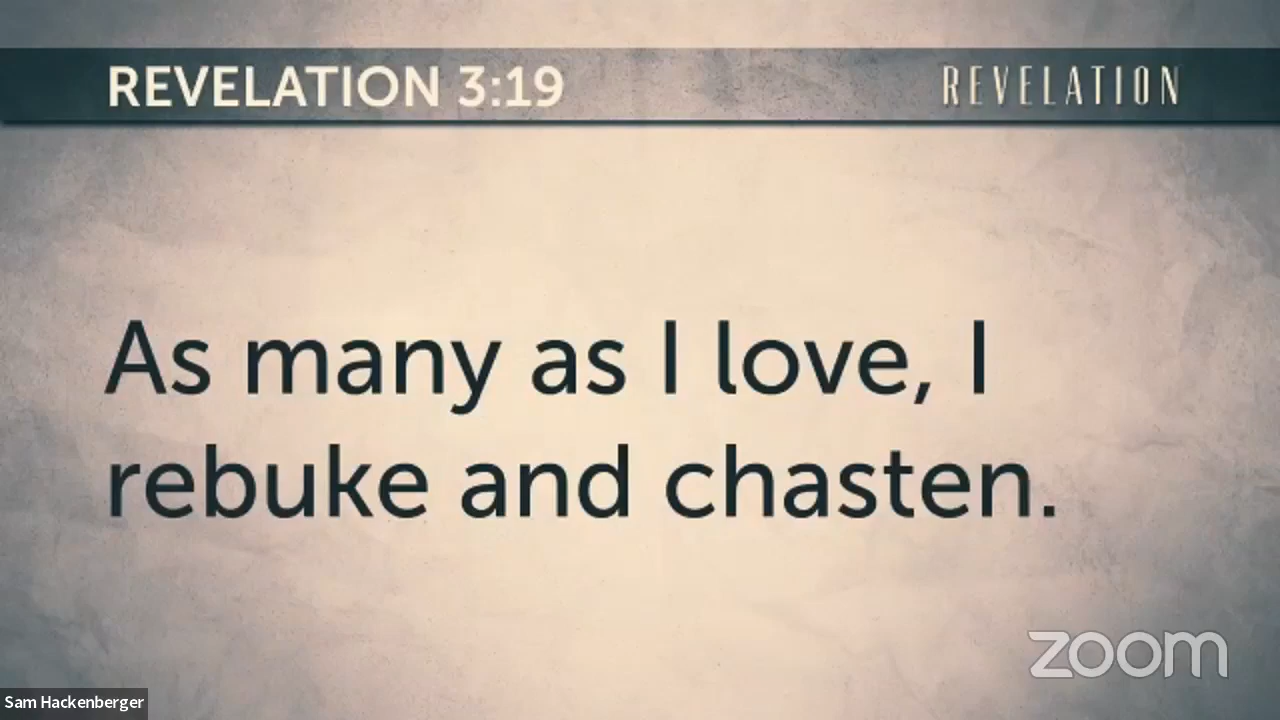 REVELATION 3:19
REVELATION
As many as I love, I
rebuke and chasten.
zoom
Sam Hackenberger